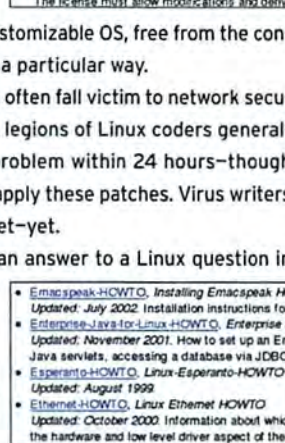 The license must allow modifications and deriv
stomizable OS, free from the con
a particular way.
often fall victim to network secu
legions of Linux coders general
roblem within 24 hours—though
apply these patches. Virus writers
et—yet.
an answer to a Linux question in
• Emacspeak-HOWTO, Installing Emacspeak H
Updated: July 2002. Installation instructions fo
• Enterprise-Java-for-Linux-HOWTO, Enterprise
Updated: November 2001. How to set up an En
Java servlets, accessing a database via JDBC
• Esperanto-HOWTO, Linux-Esperanto-HOWTO
Updated: August 1999.
• Ethernet-HOWTO, Linux Ethernet HOWTO
Updated: October 2000. Information about whic
the hardware and low level driver aspect of the